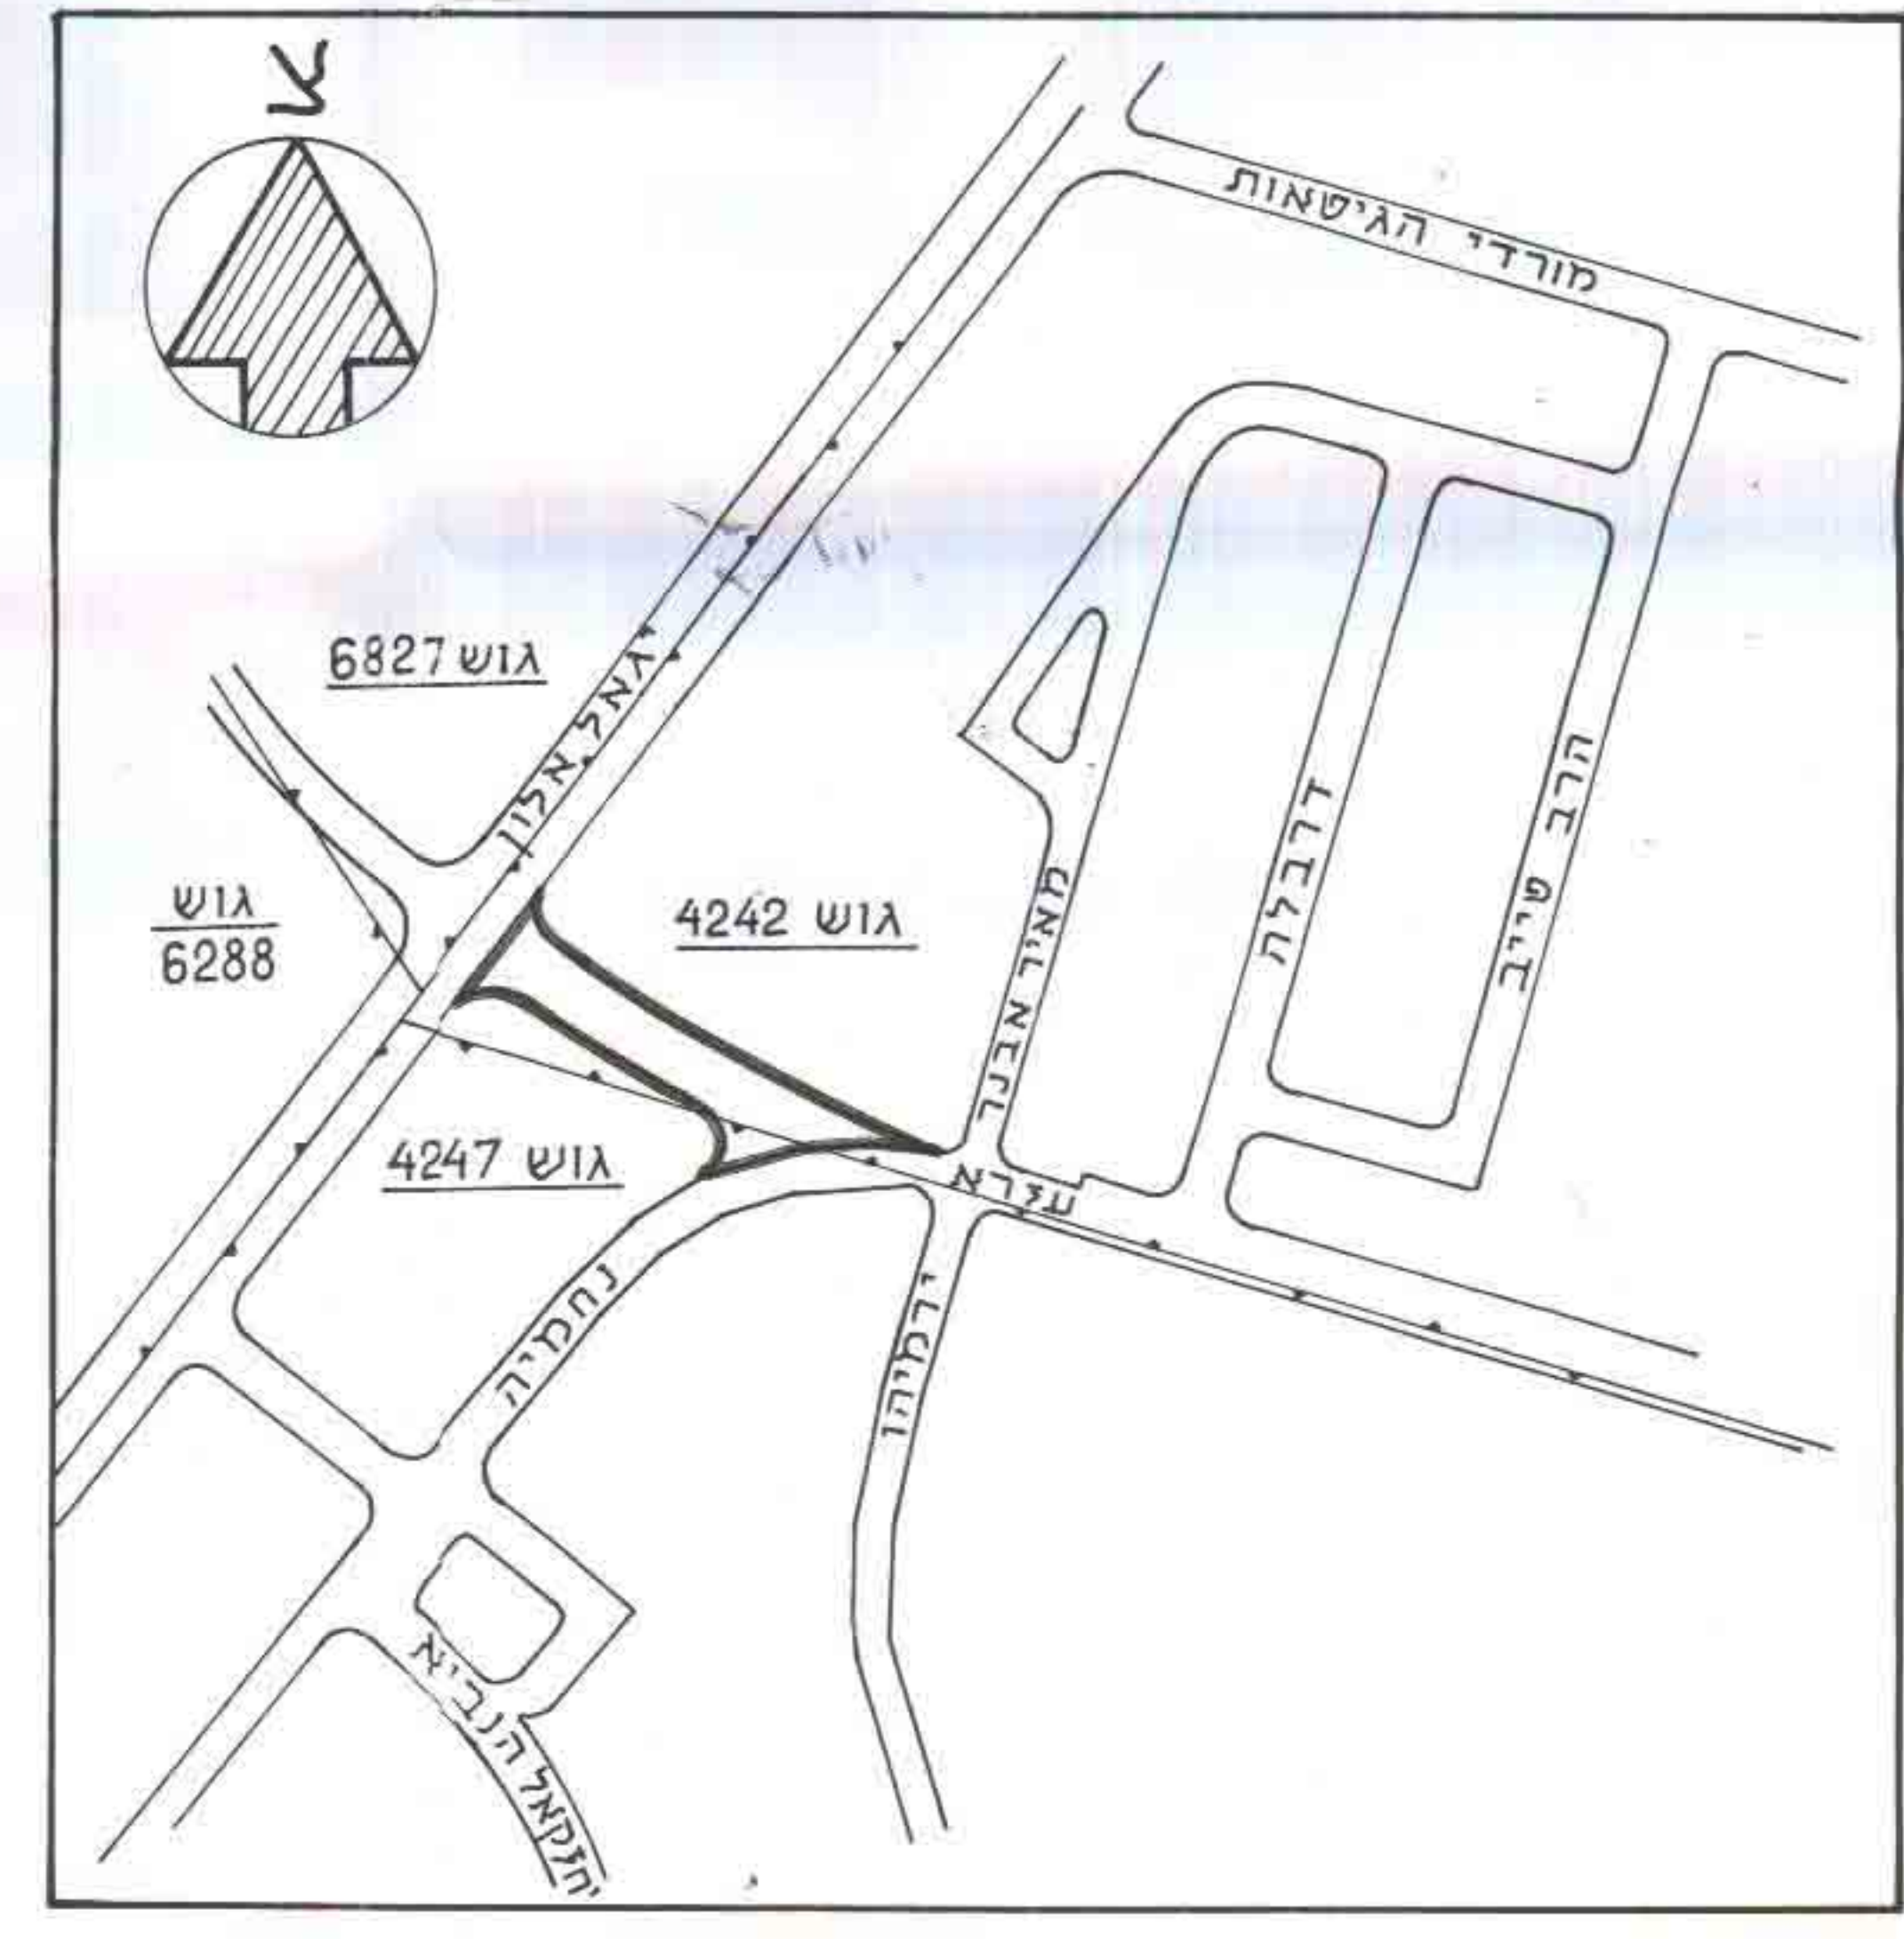 מורדי הגיטאות
גוש 6827
יגאל אלון
גוש
6288
גוש 4242
מאיר אבנר
דרבלה
הרב שייב
גוש 4247
עזרא
נחמיה
ירמיהו
יחזקאל הנביא